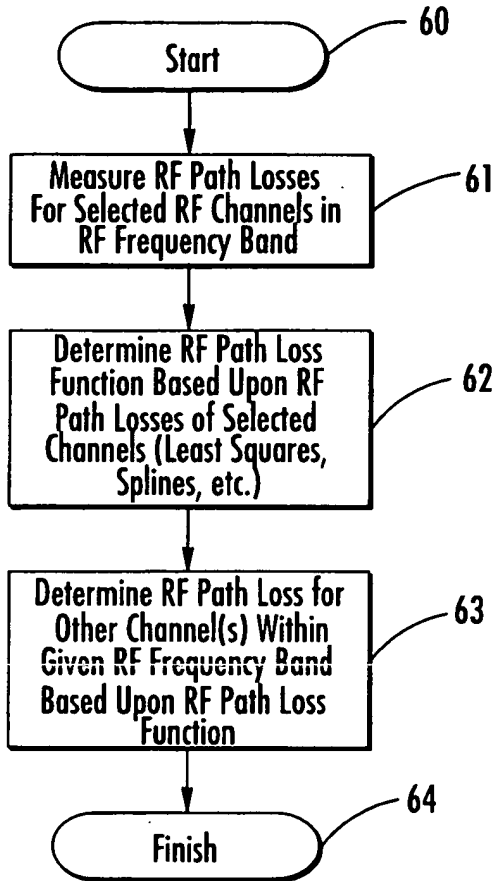 Start
60
Measure RF Path Losses
For Selected RF Channels in
RF Frequency Band
61
Determine RF Path Loss
Function Based Upon RF
Path Losses of Selected
Channels (Least Squares,
Splines, etc.)
62
Determine RF Path Loss for
Other Channel(s) Within
Given RF Frequency Band
Based Upon RF Path Loss
Function
63
Finish
64